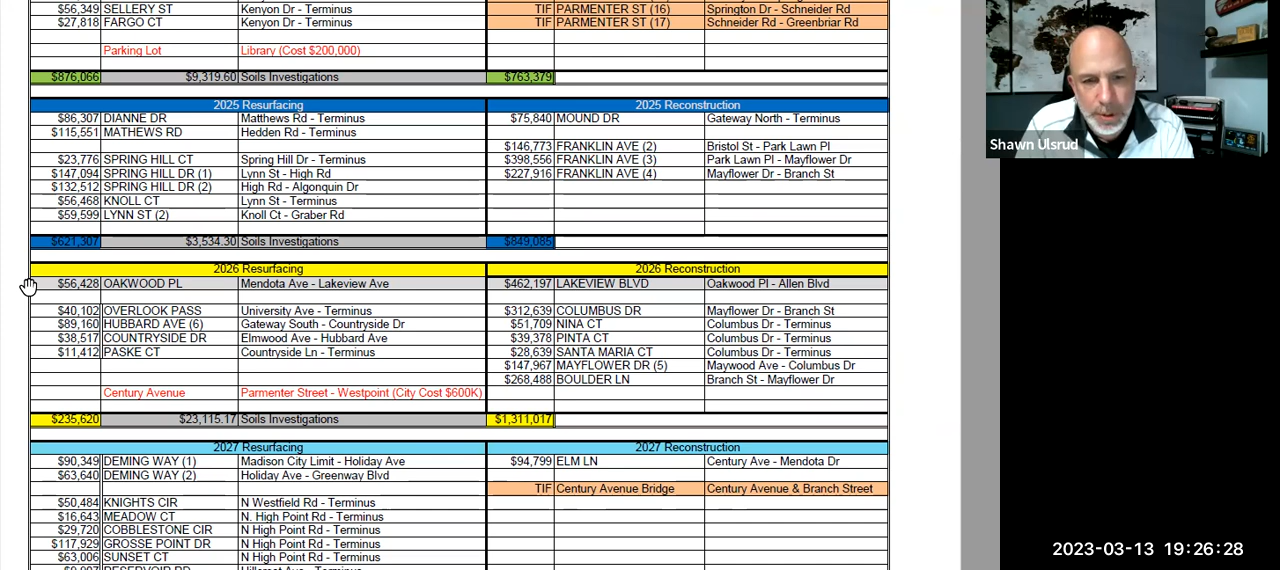 $56,349 SELLERY ST Kenyon Dr - Terminus TIF PARMENTER ST (16) Springton Dr - Schneider Rd
$27,818 FARGO CT Kenyon Dr - Terminus TIF PARMENTER ST (17) Schneider Rd - Greenbriar Rd
Parking Lot Library (Cost $200,000)
$876,066 $9,319.60 Soils Investigations $763,379
2025 Resurfacing 2025 Reconstruction
$86,307 DIANNE DR Matthews Rd - Terminus $75,840 MOUND DR Gateway North - Terminus
$115,551 MATHEWS RD Hedden Rd - Terminus
$146,773 FRANKLIN AVE (2) Bristol St - Park Lawn Pl
$23,776 SPRING HILL CT Spring Hill Dr - Terminus $398,556 FRANKLIN AVE (3) Park Lawn Pl - Mayflower Dr
$147,094 SPRING HILL DR (1) Lynn St - High Rd $227,916 FRANKLIN AVE (4) Mayflower Dr - Branch St
$132,512 SPRING HILL DR (2) High Rd - Algonquin Dr
$56,468 KNOLL CT Lynn St - Terminus
$59,599 LYNN ST (2) Knoll Ct - Graber Rd
$621,307 $3,534.30 Soils Investigations $849,085
2026 Resurfacing 2026 Reconstruction
$56,428 OAKWOOD PL Mendota Ave - Lakeview Ave $462,197 LAKEVIEW BLVD Oakwood Pl - Allen Blvd
$40,102 OVERLOOK PASS University Ave - Terminus $312,639 COLUMBUS DR Mayflower Dr - Branch St
$89,160 HUBBARD AVE (6) Gateway South - Countryside Dr $51,709 NINA CT Columbus Dr - Terminus
$38,517 COUNTRYSIDE DR Elmwood Ave - Hubbard Ave $39,378 PINTA CT Columbus Dr - Terminus
$11,412 PASKE CT Countryside Ln - Terminus $28,639 SANTA MARIA CT Columbus Dr - Terminus
$147,967 MAYFLOWER DR (5) Maywood Ave - Columbus Dr
$268,488 BOULDER LN Branch St - Mayflower Dr
Century Avenue Parmenter Street - Westpoint (City Cost $600K)
$235,620 $23,115.17 Soils Investigations $1,311,017
2027 Resurfacing 2027 Reconstruction
$90,349 DEMING WAY (1) Madison City Limit - Holiday Ave $94,799 ELM LN Century Ave - Mendota Dr
$63,640 DEMING WAY (2) Holiday Ave - Greenway Blvd
TIF Century Avenue Bridge Century Avenue & Branch Street
$50,484 KNIGHTS CIR N Westfield Rd - Terminus
$16,643 MEADOW CT N. High Point Rd - Terminus
$29,720 COBBLESTONE CIR N High Point Rd - Terminus
$117,929 GROSSE POINT DR N High Point Rd - Terminus
$63,006 SUNSET CT N High Point Rd - Terminus
Shawn Ulsrud
2023-03-13 19:26:28